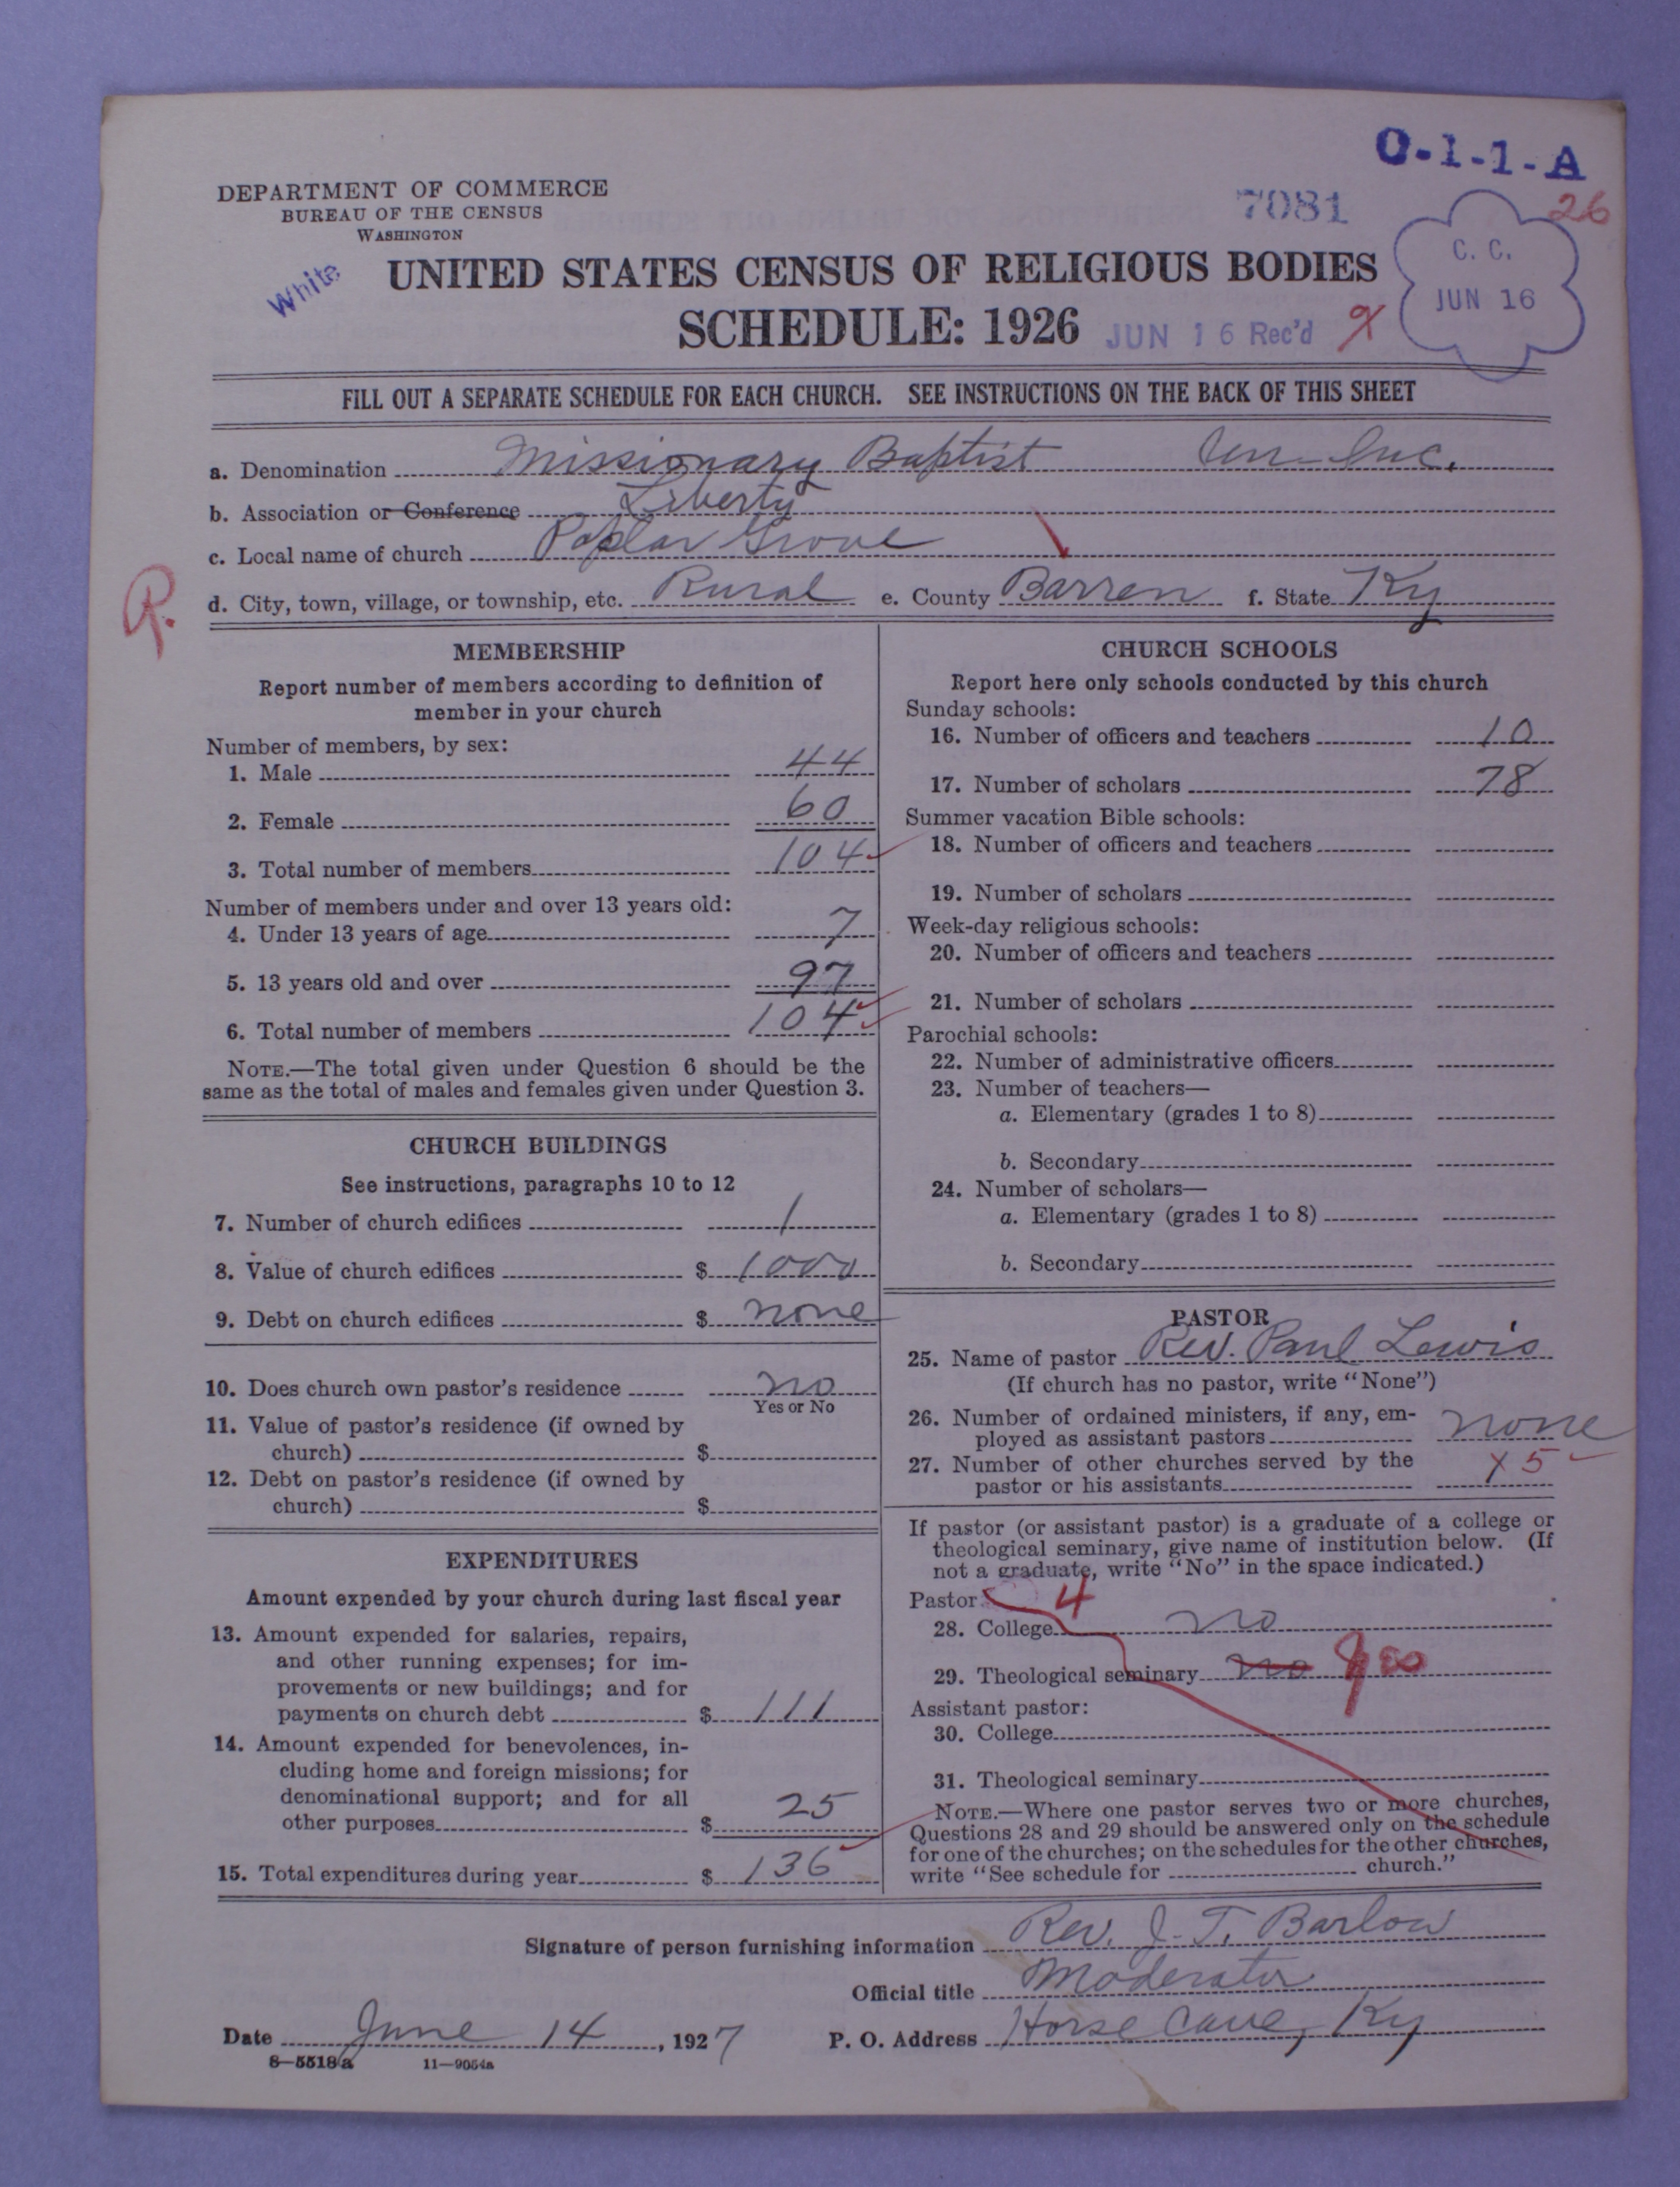 O-1-1-A
DEPARTMENT OF COMMERCE
BUREAU OF THE CENSUS
WASHINGTON
7081
26
C. C.
JUN 16
White
UNITED STATES CENSUS OF RELIGIOUS BODIES
SCHEDULE: 1926 JUN 16 Rec'd
FILL OUT A SEPARATE SCHEDULE FOR EACH CHURCH. SEE INSTRUCTIONS ON THE BACK OF THIS SHEET
a. Denomination Missionary Baptist Un-Inc.
b. Association or Conference Liberty
c. Local name of church Poplar Grove
R.
d. City, town, village, or township, etc. Rural e. County Barren f. State Ky
MEMBERSHIP
Report number of members according to definition of
member in your church
Number of members, by sex:
1. Male 44
2. Female 60
3. Total number of members 104
Number of members under and over 13 years old:
4. Under 13 years of age 7
5. 13 years old and over 97
6. Total number of members 104
NOTE.—The total given under Question 6 should be the
same as the total of males and females given under Question 3.
CHURCH BUILDINGS
See instructions, paragraphs 10 to 12
7. Number of church edifices 1
8. Value of church edifices $ 1000
9. Debt on church edifices $ none
10. Does church own pastor's residence no
Yes or No
11. Value of pastor's residence (if owned by
church) $
12. Debt on pastor's residence (if owned by
church) $
EXPENDITURES
Amount expended by your church during last fiscal year
13. Amount expended for salaries, repairs,
and other running expenses; for im-
provements or new buildings; and for
payments on church debt $ 111
14. Amount expended for benevolences, in-
cluding home and foreign missions; for
denominational support; and for all
other purposes $ 25
15. Total expenditures during year $ 136
CHURCH SCHOOLS
Report here only schools conducted by this church
Sunday schools:
16. Number of officers and teachers 10
17. Number of scholars 78
Summer vacation Bible schools:
18. Number of officers and teachers
19. Number of scholars
Week-day religious schools:
20. Number of officers and teachers
21. Number of scholars
Parochial schools:
22. Number of administrative officers
23. Number of teachers—
a. Elementary (grades 1 to 8)
b. Secondary
24. Number of scholars—
a. Elementary (grades 1 to 8)
b. Secondary
PASTOR
25. Name of pastor Rev. Paul Lewis
(If church has no pastor, write "None")
26. Number of ordained ministers, if any, em-
ployed as assistant pastors none
27. Number of other churches served by the
pastor or his assistants x5
If pastor (or assistant pastor) is a graduate of a college or
theological seminary, give name of institution below. (If
not a graduate, write "No" in the space indicated.)
Pastor 4
28. College no
29. Theological seminary no
Assistant pastor:
30. College
31. Theological seminary
NOTE.—Where one pastor serves two or more churches,
Questions 28 and 29 should be answered only on the schedule
for one of the churches; on the schedules for the other churches,
write "See schedule for church."
Signature of person furnishing information Rev. J. T. Barlow
Official title Moderator
Date June 14, 1927 P. O. Address Horse Cave, Ky
8-5518a 11-9054a